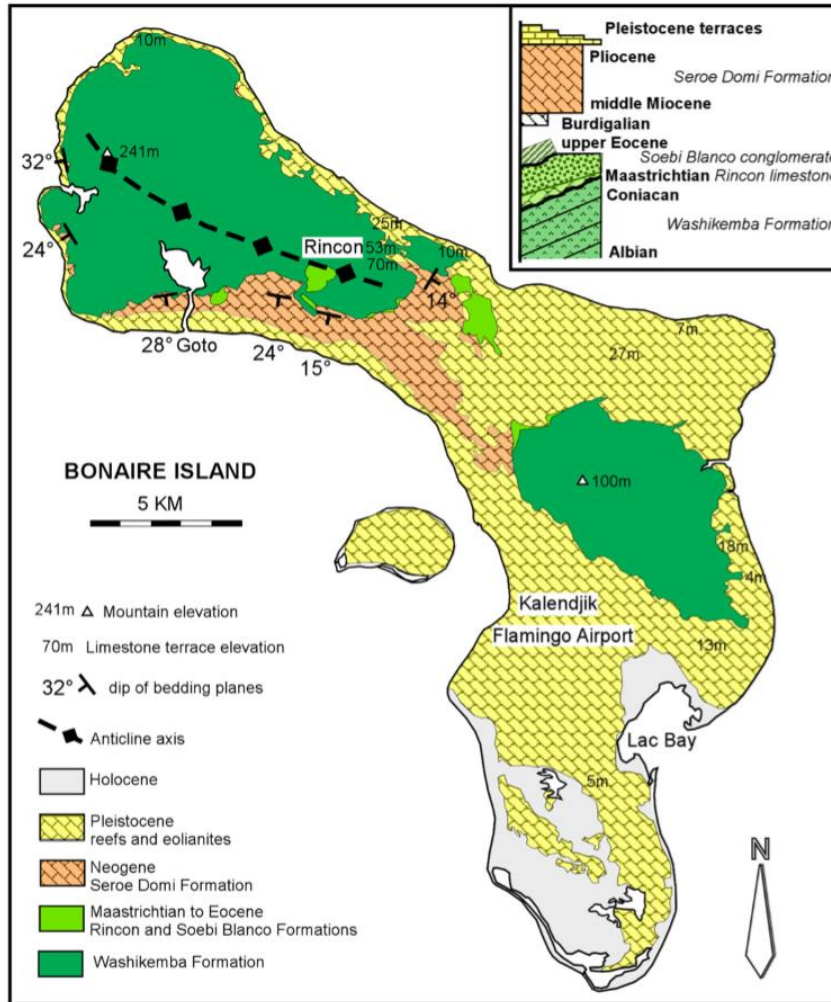 Pleistocene terraces
Pliocene
Seroe Domi Formation
middle Miocene
Burdigalian
upper Eocene
Soebi Blanco conglomerate
Maastrichtian Rincon limestone
Coniacan
Washikemba Formation
Albian
10m
241m
32°
24°
25m
Rincon
53m
70m
10m
14°
28° Goto
24°
15°
7m
27m
100m
18m
4m
13m
5m
Kalendjik
Flamingo Airport
Lac Bay
N
BONAIRE ISLAND
5 KM
241m Mountain elevation
70m Limestone terrace elevation
32° dip of bedding planes
Anticline axis
Holocene
Pleistocene
reefs and eolianites
Neogene
Seroe Domi Formation
Maastrichtian to Eocene
Rincon and Soebi Blanco Formations
Washikemba Formation